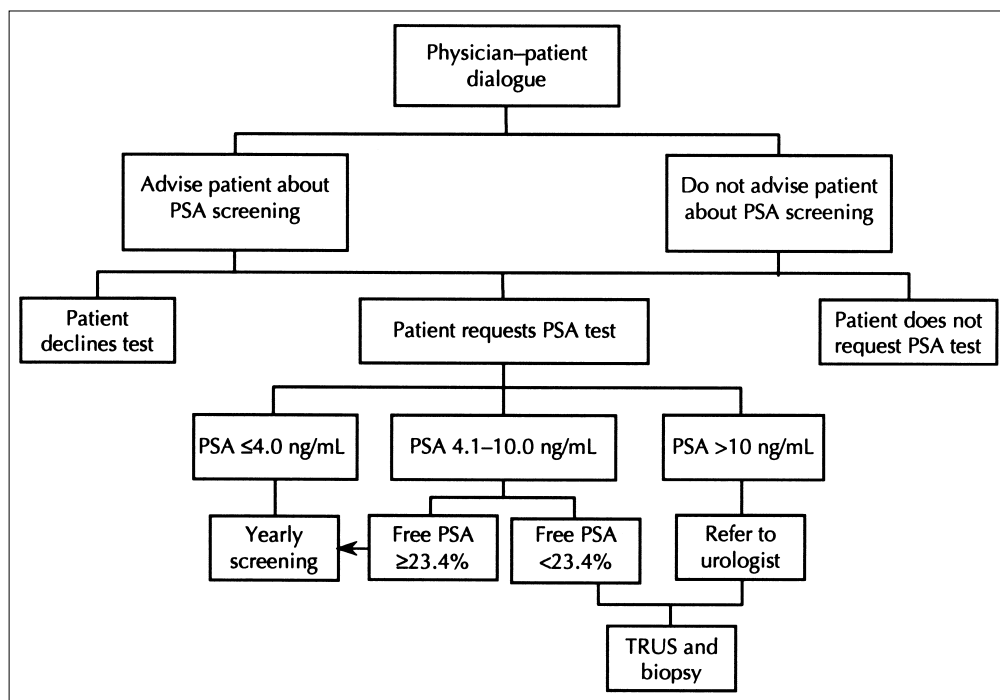 Physician–patient
dialogue
Advise patient about
PSA screening
Do not advise patient
about PSA screening
Patient
declines test
Patient requests PSA test
Patient does not
request PSA test
PSA ≤4.0 ng/mL
PSA 4.1–10.0 ng/mL
PSA >10 ng/mL
Yearly
screening
Free PSA
≥23.4%
Free PSA
<23.4%
Refer to
urologist
TRUS and
biopsy